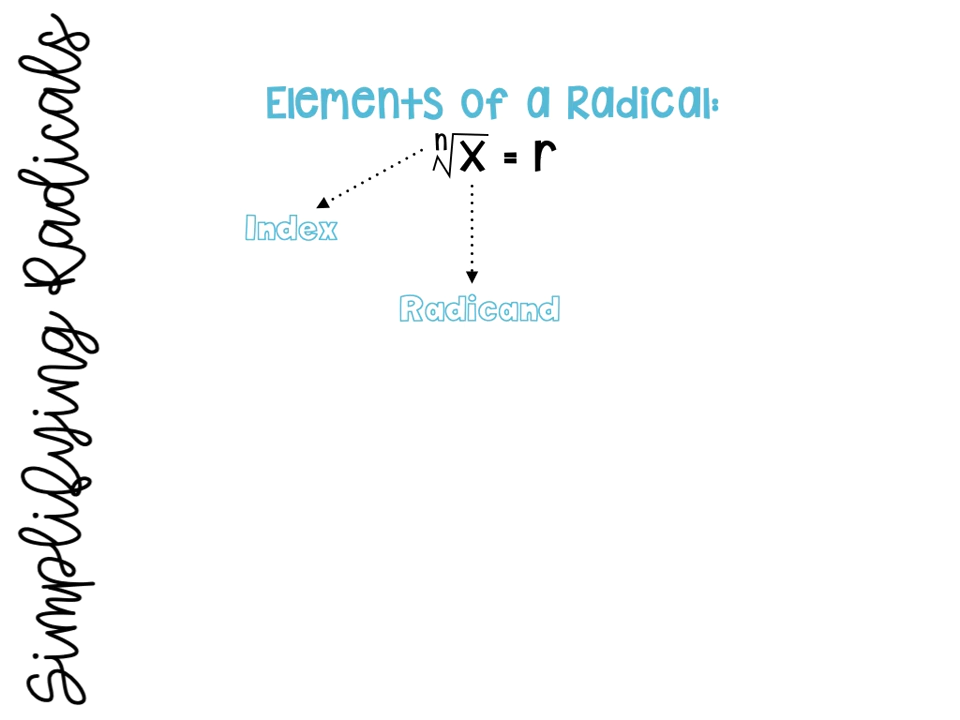 Simplifying Radicals
Elements of a Radical:
ⁿ√x = r
Index
Radicand